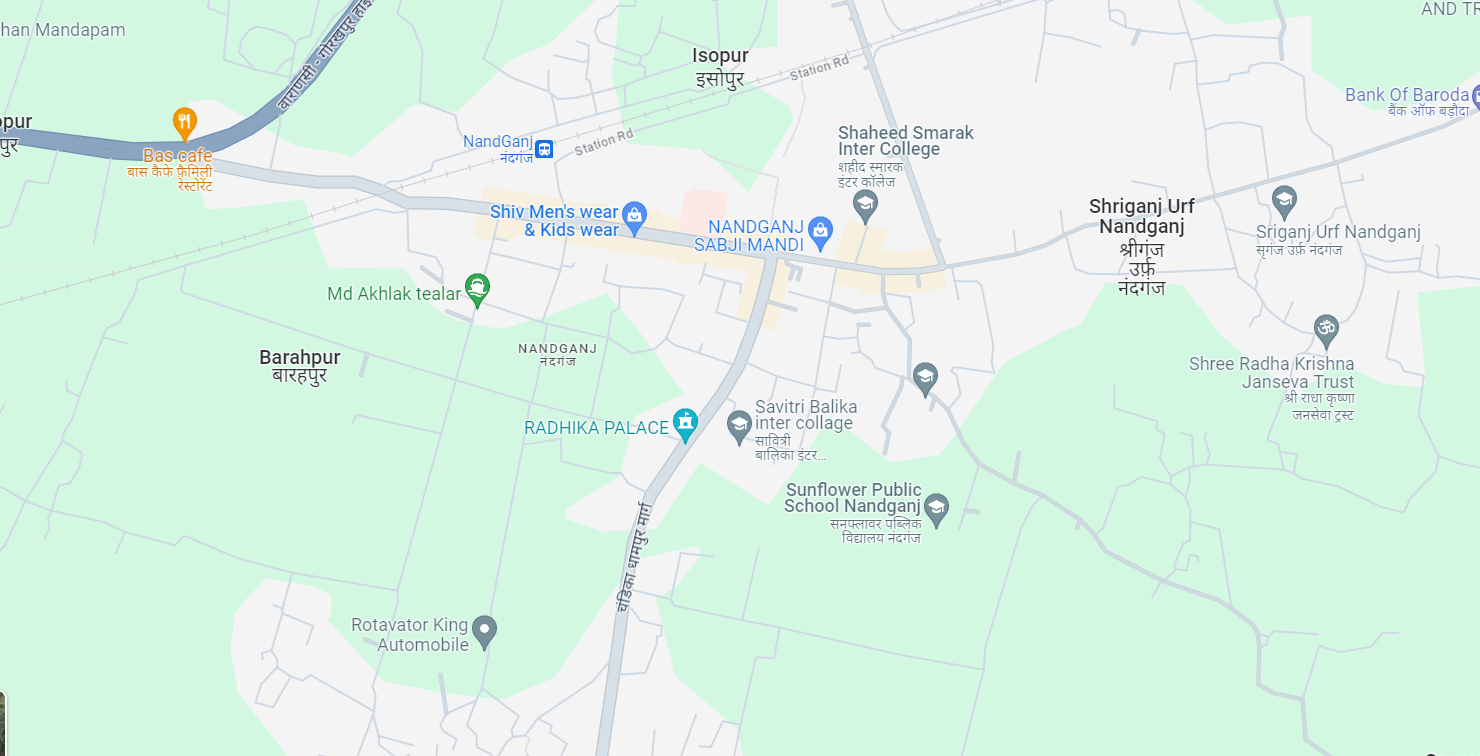 han Mandapam
AND TR
वाराणसी - गोरखपुर हाइ
Isopur
इसोपुर
Station Rd
Bank Of Baroda
बैंक ऑफ बड़ौदा
opur
पुर
NandGanj
नंदगंज
Station Rd
Shaheed Smarak
Inter College
शहीद स्मारक
इंटर कॉलेज
Bas cafe
बास कैफे फ़ैमिली
रेस्टोरेंट
Shiv Men's wear
& Kids wear
NANDGANJ
SABJI MANDI
Shriganj Urf
Nandganj
श्रीगंज
उर्फ़
नंदगंज
Sriganj Urf Nandganj
सृगंज उर्फ़ नंदगंज
Md Akhlak tealar
NANDGANJ
नंदगंज
Barahpur
बारहपुर
Shree Radha Krishna
Janseva Trust
श्री राधा कृष्णा
जनसेवा ट्रस्ट
RADHIKA PALACE
Savitri Balika
inter collage
सावित्री
बालिका इंटर...
Sunflower Public
School Nandganj
सनफ्लावर पब्लिक
विद्यालय नंदगंज
चंडिका धामपुर मार्ग
Rotavator King
Automobile